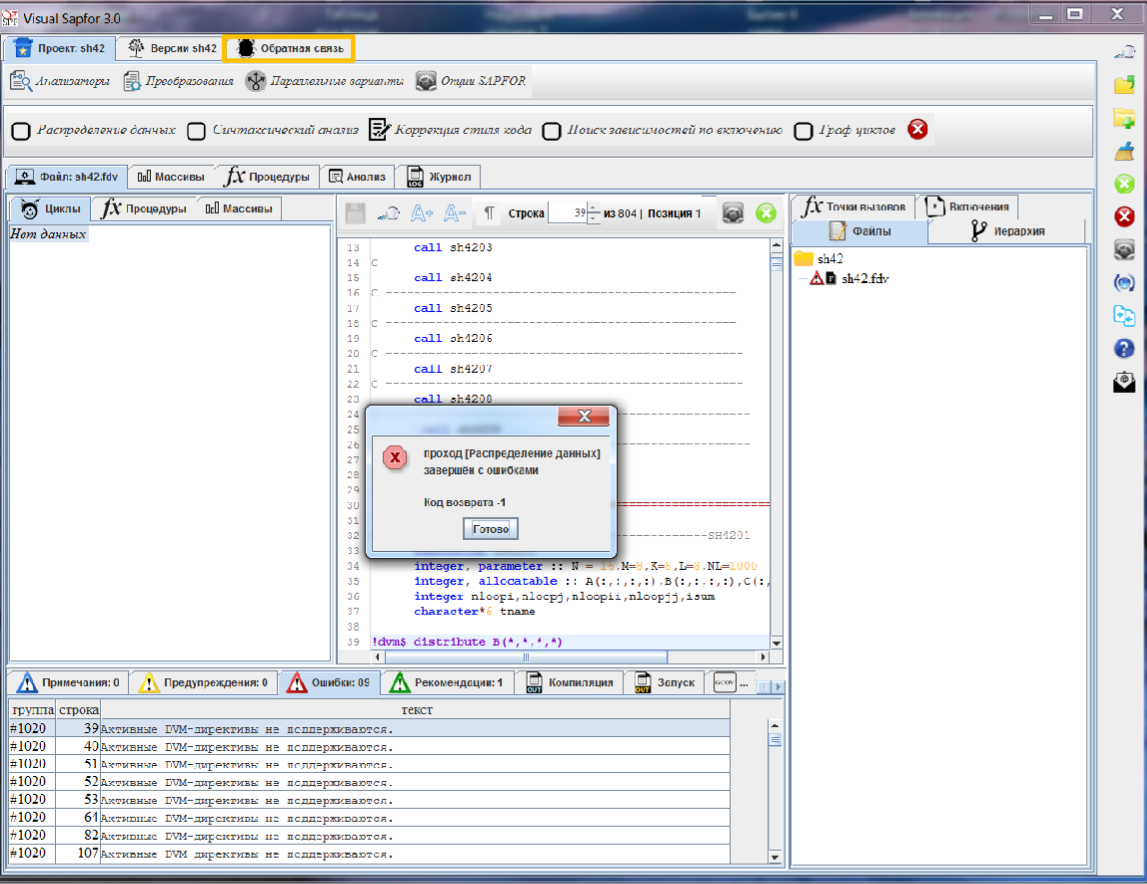 Visual Sapfor 3.0
Проект: sh42 Версии sh42 Обратная связь
Анализаторы Преобразования Параллельные варианты Опции SAPFOR
Распределение данных Синтаксический анализ Коррекция стиля кода Поиск зависимостей по включению Граф циклов
Файл: sh42.fdv Массивы Процедуры Анализ Журнал
Циклы Процедуры Массивы
Нет данных
Строка 39 из 804 | Позиция 1
13 call sh4203
14 C
15 call sh4204
16 C -------------------------------------------------
17 call sh4205
18 C -------------------------------------------------
19 call sh4206
20 C --------------------------------------------------
21 call sh4207
22 C --------------------------------------------------
23 call sh4208
24
25
26
27
28
29
30
31
32 -SH4201
33
34 integer, parameter :: N = 16,M=8,K=8,L=8,NL=1000
35 integer, allocatable :: A(:,:,:,:),B(:,:,:,:),C(:,
36 integer nloopi,nloopj,nloopii,nloopjj,isum
37 character*6 tname
38
39 !dvm$ distribute B(*,*,*,*)
проход [Распределение данных]
завершён с ошибками
Код возврата -1
Готово
Точки вызовов Включения
Файлы Иерархия
sh42
sh42.fdv
Примечания: 0 Предупреждения: 0 Ошибки: 89 Рекомендации: 1 Компиляция Запуск GCOV ...
группа строка текст
#1020 39 Активные DVM-директивы не поддерживаются.
#1020 40 Активные DVM-директивы не поддерживаются.
#1020 51 Активные DVM-директивы не поддерживаются.
#1020 52 Активные DVM-директивы не поддерживаются.
#1020 53 Активные DVM-директивы не поддерживаются.
#1020 64 Активные DVM-директивы не поддерживаются.
#1020 82 Активные DVM-директивы не поддерживаются.
#1020 107 Активные DVM-директивы не поддерживаются.